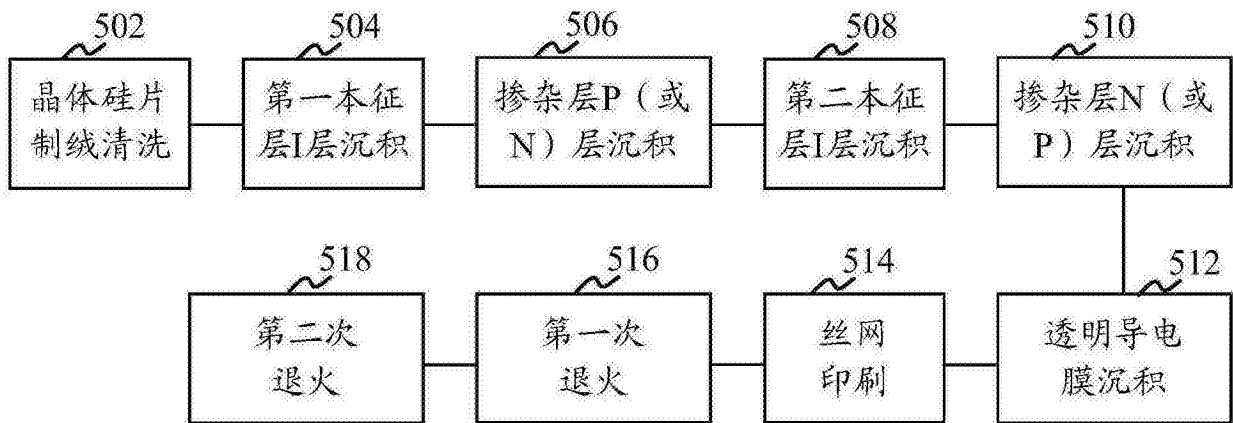 502
晶体硅片
制绒清洗
504
第一本征
层I层沉积
506
掺杂层P（或
N）层沉积
508
第二本征
层I层沉积
510
掺杂层N（或
P）层沉积
512
透明导电
膜沉积
514
丝网
印刷
516
第一次
退火
518
第二次
退火